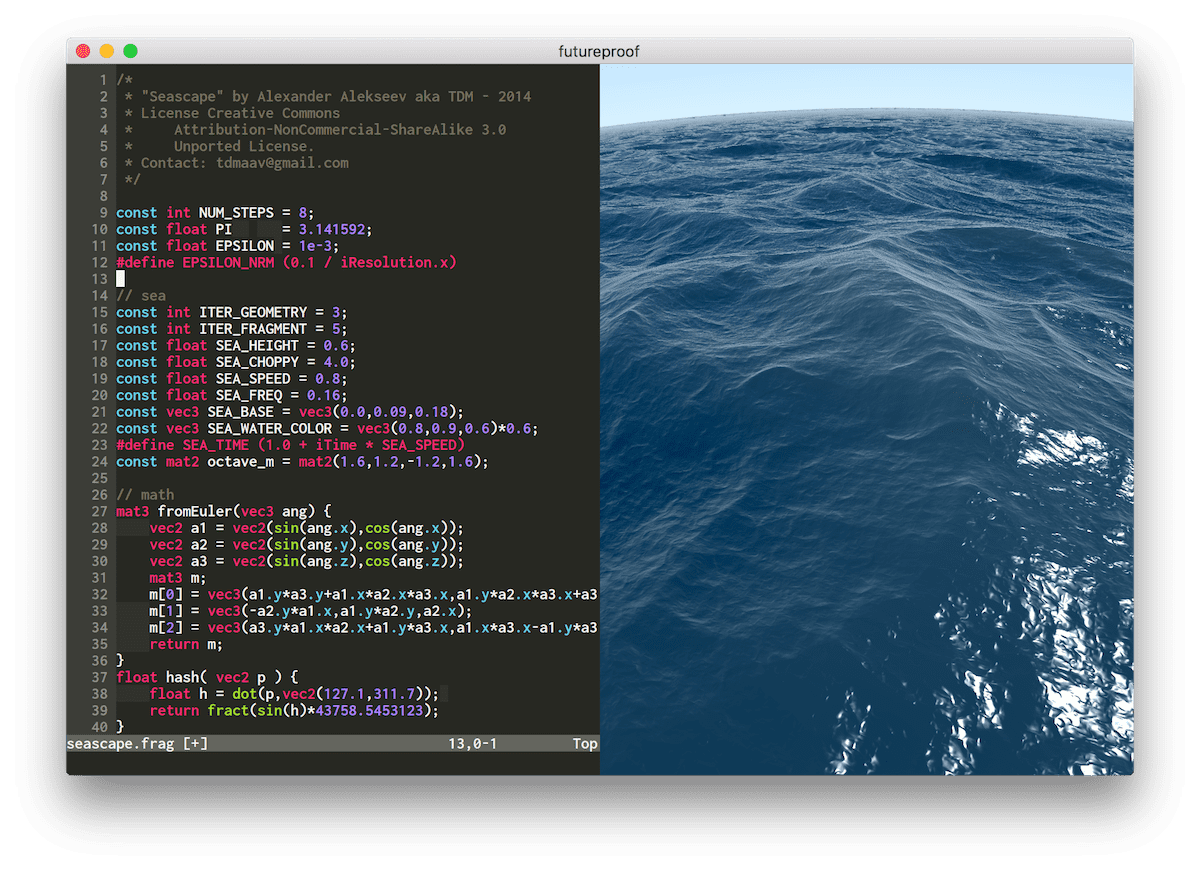 futureproof
1 /*
2  * "Seascape" by Alexander Alekseev aka TDM - 2014
3  * License Creative Commons
4  *     Attribution-NonCommercial-ShareAlike 3.0
5  *     Unported License.
6  * Contact: tdmaav@gmail.com
7  */
8
9 const int NUM_STEPS = 8;
10 const float PI      = 3.141592;
11 const float EPSILON = 1e-3;
12 #define EPSILON_NRM (0.1 / iResolution.x)
13
14 // sea
15 const int ITER_GEOMETRY = 3;
16 const int ITER_FRAGMENT = 5;
17 const float SEA_HEIGHT = 0.6;
18 const float SEA_CHOPPY = 4.0;
19 const float SEA_SPEED = 0.8;
20 const float SEA_FREQ = 0.16;
21 const vec3 SEA_BASE = vec3(0.0,0.09,0.18);
22 const vec3 SEA_WATER_COLOR = vec3(0.8,0.9,0.6)*0.6;
23 #define SEA_TIME (1.0 + iTime * SEA_SPEED)
24 const mat2 octave_m = mat2(1.6,1.2,-1.2,1.6);
25
26 // math
27 mat3 fromEuler(vec3 ang) {
28     vec2 a1 = vec2(sin(ang.x),cos(ang.x));
29     vec2 a2 = vec2(sin(ang.y),cos(ang.y));
30     vec2 a3 = vec2(sin(ang.z),cos(ang.z));
31     mat3 m;
32     m[0] = vec3(a1.y*a3.y+a1.x*a2.x*a3.x,a1.y*a2.x*a3.x+a3
33     m[1] = vec3(-a2.y*a1.x,a1.y*a2.y,a2.x);
34     m[2] = vec3(a3.y*a1.x*a2.x+a1.y*a3.x,a1.x*a3.x-a1.y*a3
35     return m;
36 }
37 float hash( vec2 p ) {
38     float h = dot(p,vec2(127.1,311.7));
39     return fract(sin(h)*43758.5453123);
40 }
seascape.frag [+] 13,0-1 Top